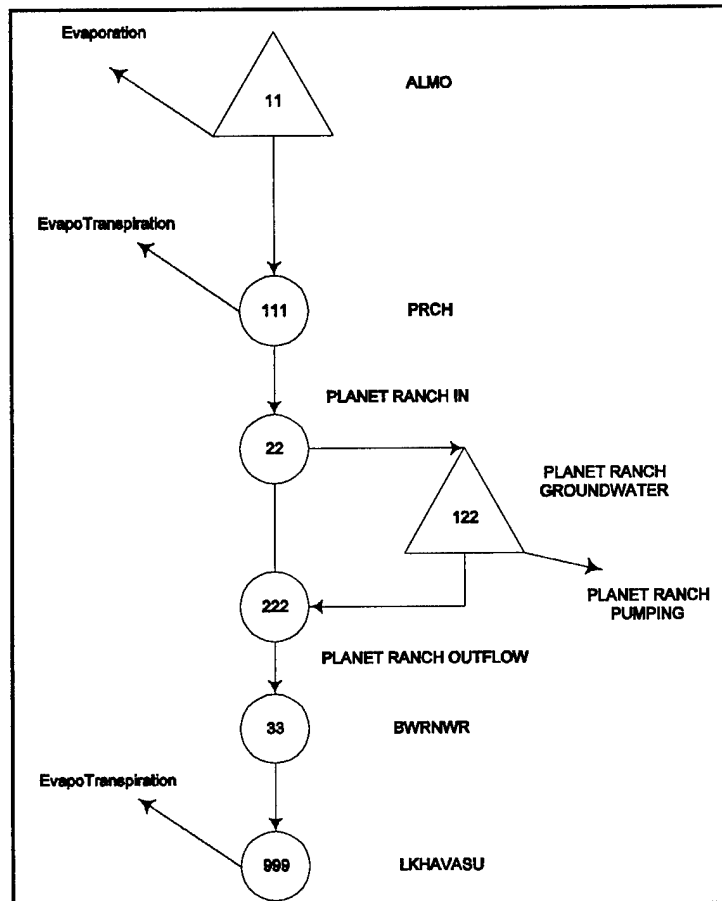 Evaporation
11
ALMO
EvapoTranspiration
111
PRCH
PLANET RANCH IN
22
PLANET RANCH
GROUNDWATER
122
222
PLANET RANCH
PUMPING
PLANET RANCH OUTFLOW
33
BWRNWR
EvapoTranspiration
999
LKHAVASU